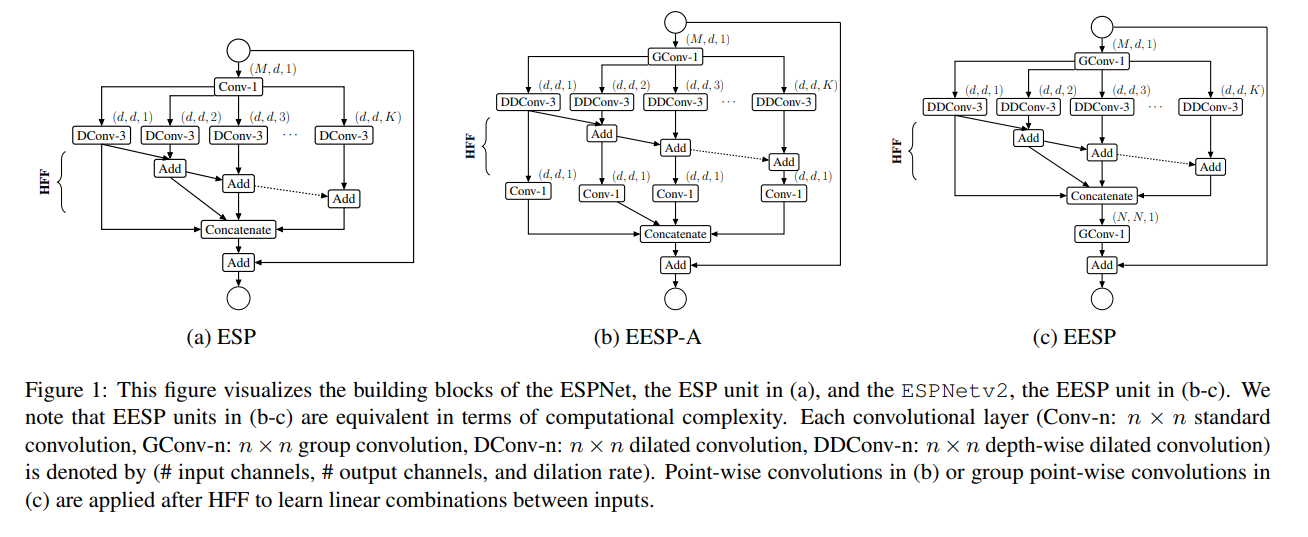 (M, d, 1)
Conv-1
(d, d, 1) (d, d, 2) (d, d, 3) (d, d, K)
DConv-3 DConv-3 DConv-3 ··· DConv-3
HFF
Add
Add
Add
Concatenate
Add
(a) ESP
(M, d, 1)
GConv-1
(d, d, 1) (d, d, 2) (d, d, 3) (d, d, K)
DDConv-3 DDConv-3 DDConv-3 ··· DDConv-3
HFF
Add
Add
Add
(d, d, 1) (d, d, 1) (d, d, 1) (d, d, 1)
Conv-1 Conv-1 Conv-1 Conv-1
Concatenate
Add
(b) EESP-A
(M, d, 1)
GConv-1
(d, d, 1) (d, d, 2) (d, d, 3) (d, d, K)
DDConv-3 DDConv-3 DDConv-3 ··· DDConv-3
HFF
Add
Add
Add
Concatenate
(N, N, 1)
GConv-1
Add
(c) EESP
Figure 1: This figure visualizes the building blocks of the ESPNet, the ESP unit in (a), and the ESPNetv2, the EESP unit in (b-c). We
note that EESP units in (b-c) are equivalent in terms of computational complexity. Each convolutional layer (Conv-n: n × n standard
convolution, GConv-n: n × n group convolution, DConv-n: n × n dilated convolution, DDConv-n: n × n depth-wise dilated convolution)
is denoted by (# input channels, # output channels, and dilation rate). Point-wise convolutions in (b) or group point-wise convolutions in
(c) are applied after HFF to learn linear combinations between inputs.